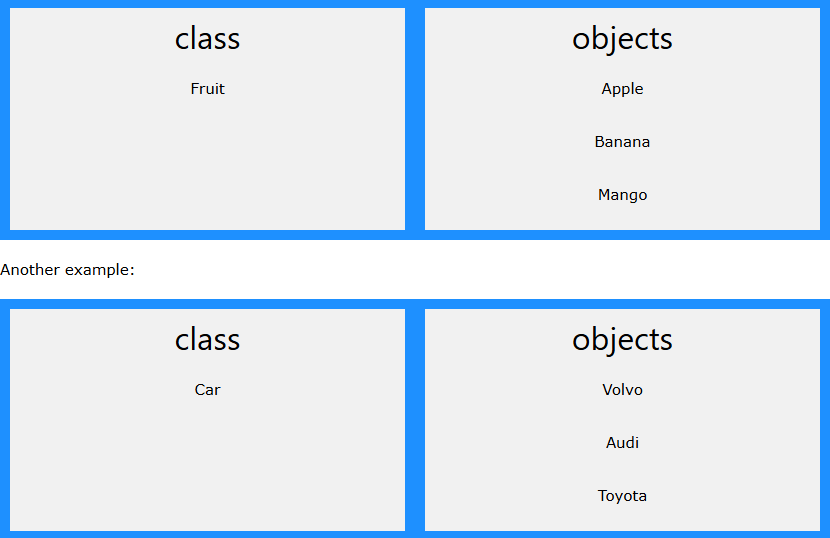 class
Fruit
objects
Apple
Banana
Mango
Another example:
class
Car
objects
Volvo
Audi
Toyota